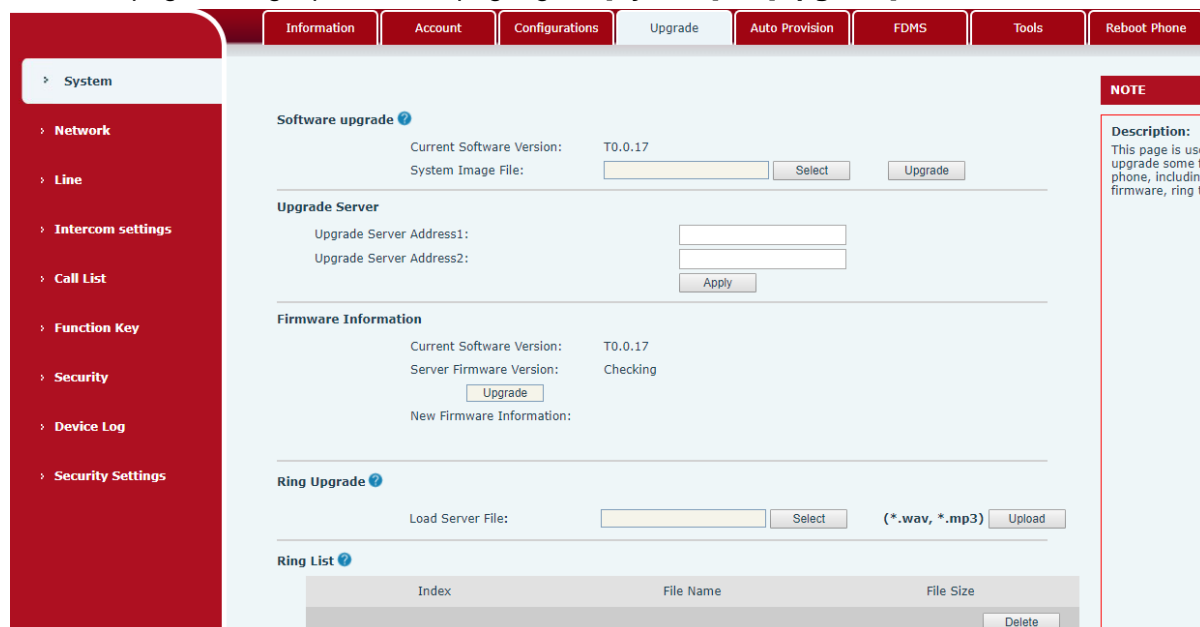 Information Account Configurations Upgrade Auto Provision FDMS Tools Reboot Phone
› System
› Network
› Line
› Intercom settings
› Call List
› Function Key
› Security
› Device Log
› Security Settings
Software upgrade ?
Current Software Version: T0.0.17
System Image File: Select Upgrade
Upgrade Server
Upgrade Server Address1:
Upgrade Server Address2:
Apply
Firmware Information
Current Software Version: T0.0.17
Server Firmware Version: Checking
Upgrade
New Firmware Information:
Ring Upgrade ?
Load Server File: Select (*.wav, *.mp3) Upload
Ring List ?
Index File Name File Size
Delete
NOTE
Description:
This page is
upgrade some
phone,
firmware, ring